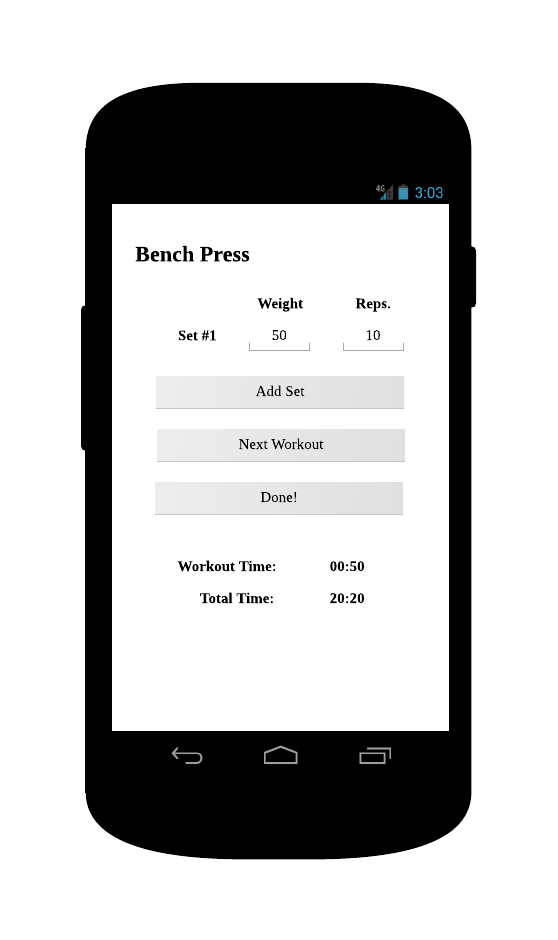 4G 3:03
Bench Press
Weight Reps.
Set #1 50 10
Add Set
Next Workout
Done!
Workout Time: 00:50
Total Time: 20:20